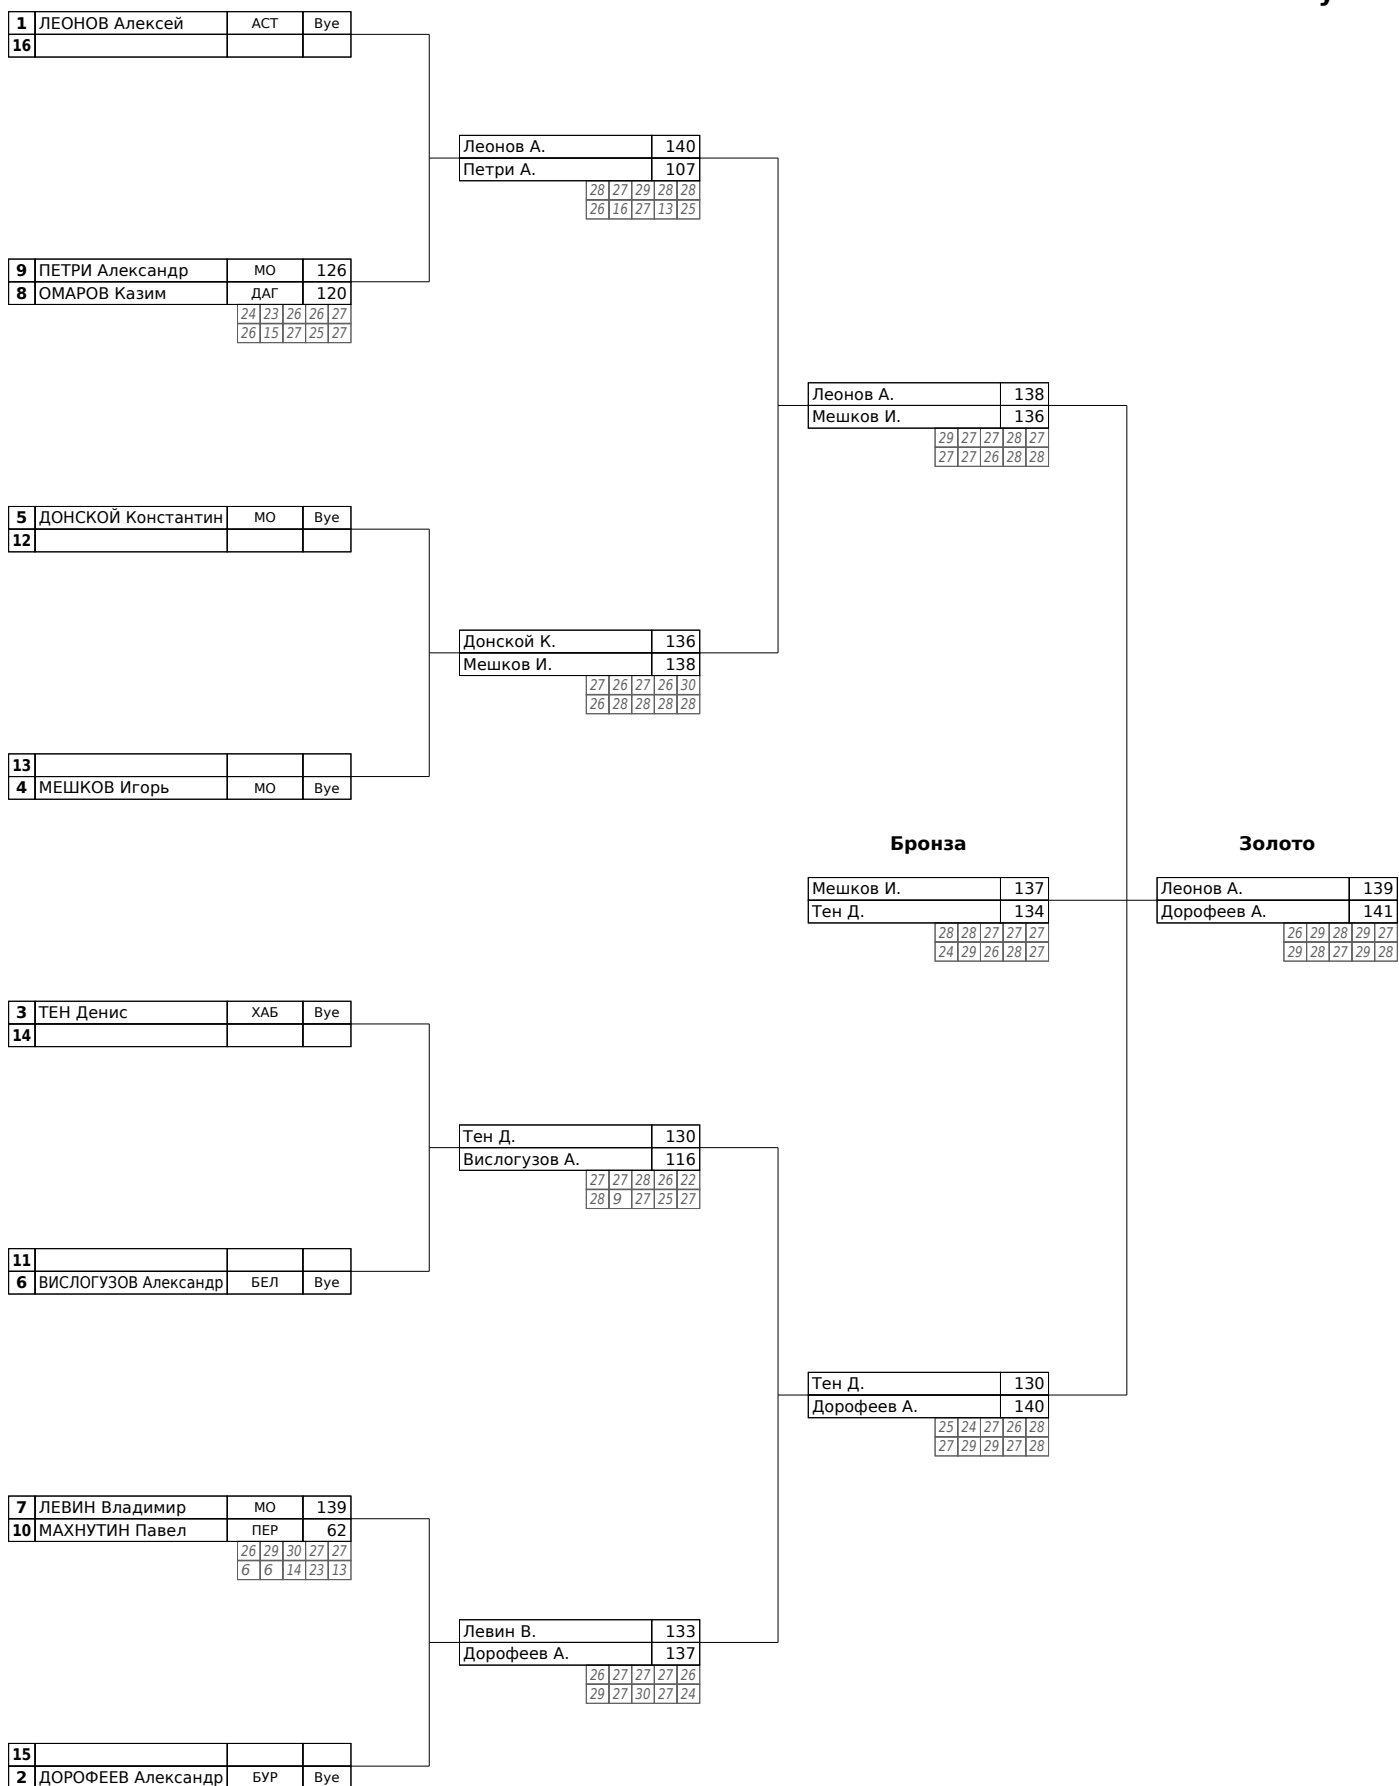 1 ЛЕОНОВ Алексей АСТ Bye
16
Леонов А. 140
Петри А. 107
28 27 29 28 28
26 16 27 13 25
9 ПЕТРИ Александр МО 126
8 ОМАРОВ Казим ДАГ 120
24 23 26 26 27
26 15 27 25 27
Леонов А. 138
Мешков И. 136
29 27 27 28 27
27 27 26 28 28
5 ДОНСКОЙ Константин МО Bye
12
Донской К. 136
Мешков И. 138
27 26 27 26 30
26 28 28 28 28
13
4 МЕШКОВ Игорь МО Bye
Бронза Золото
Мешков И. 137 Леонов А. 139
Тен Д. 134 Дорофеев А. 141
28 28 27 27 27 26 29 28 29 27
24 29 26 28 27 29 28 27 29 28
3 ТЕН Денис ХАБ Bye
14
Тен Д. 130
Вислогузов А. 116
27 27 28 26 22
28 9 27 25 27
11
6 ВИСЛОГУЗОВ Александр БЕЛ Bye
Тен Д. 130
Дорофеев А. 140
25 24 27 26 28
27 29 29 27 28
7 ЛЕВИН Владимир МО 139
10 МАХНУТИН Павел ПЕР 62
26 29 30 27 27
6 6 14 23 13
Левин В. 133
Дорофеев А. 137
26 27 27 27 26
29 27 30 27 24
15
2 ДОРОФЕЕВ Александр БУР Bye